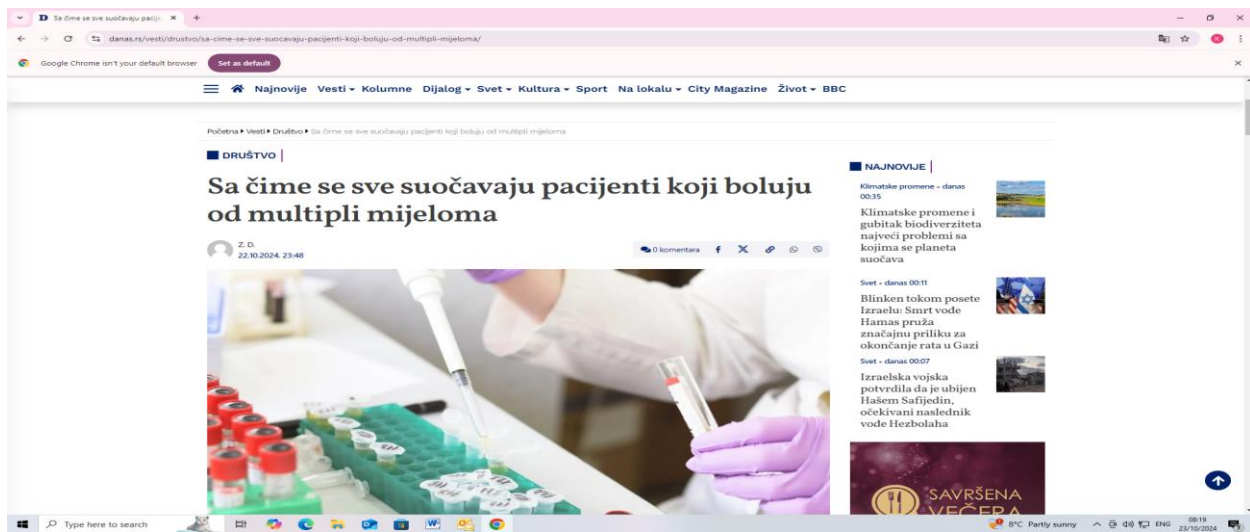 Sa čime se sve suočavaju pacije
danas.rs/vesti/drustvo/sa-cime-se-sve-suocavaju-pacijenti-koji-boluju-od-multipli-mijeloma/
Google Chrome isn't your default browser
Set as default
Najnovije Vesti Kolumne Dijalog Svet Kultura Sport Na lokalu City Magazine Život BBC
Početna Vesti Društvo Sa čime se sve suočavaju pacijenti koji boluju od multipli mijeloma
DRUŠTVO
Sa čime se sve suočavaju pacijenti koji boluju
od multipli mijeloma
Z. D.
22.10.2024. 23:48
0 komentara
NAJNOVIJE
Klimatske promene - danas
00:35
Klimatske promene i
gubitak biodiverziteta
najveći problemi sa
kojima se planeta
suočava
Svet - danas 00:11
Blinken tokom posete
Izraelu: Smrt vođe
Hamas pruža
značajnu priliku za
okončanje rata u Gazi
Svet - danas 00:07
Izraelska vojska
potvrdila da je ubijen
Hašem Safijedin,
očekivani naslednik
vođe Hezbolaha
SAVRŠENA
VEČERA
Type here to search
8°C Partly sunny
ENG
08:19
23/10/2024